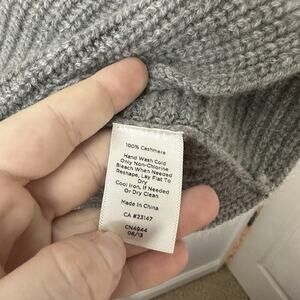 100% Cashmere
Hand Wash Cold
Only Non-Chlorine
Bleach When Needed
Reshape, Lay Flat To
Dry
Cool Iron, If Needed
Or Dry Clean
Made In China
CA #23167
CN4944
08/13